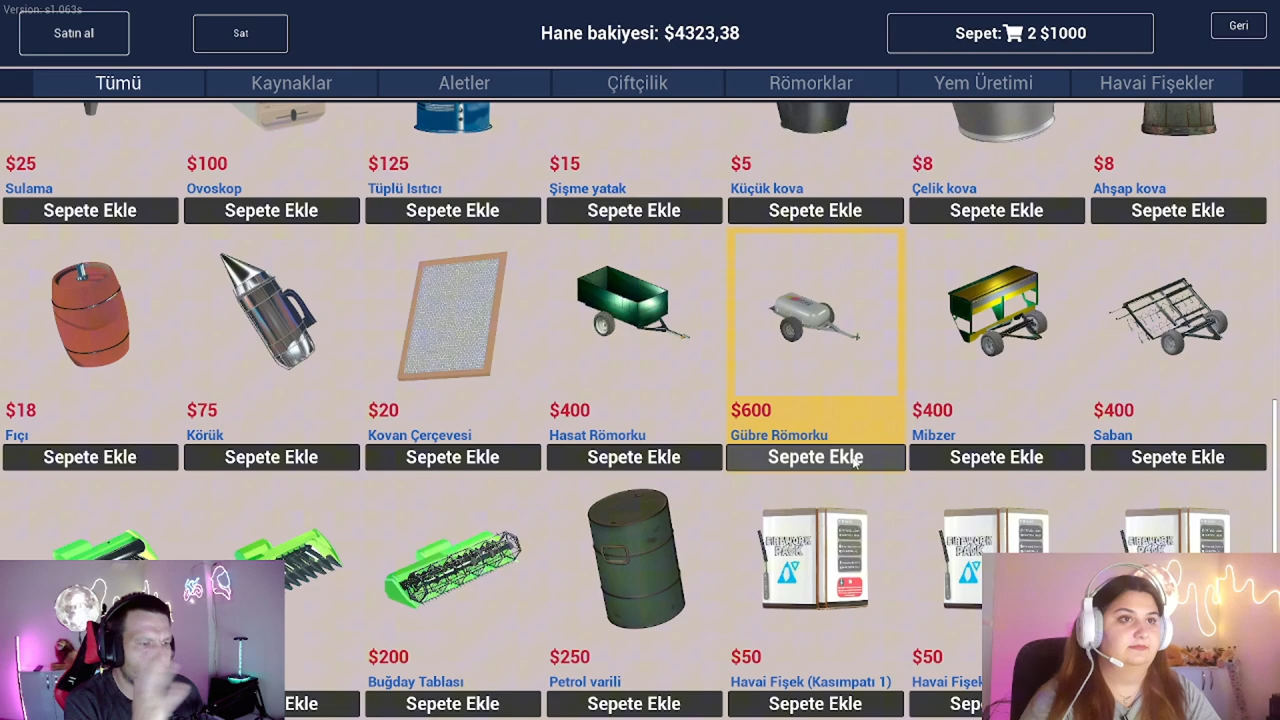 Version: s1.063s
Satın al
Sat
Hane bakiyesi: $4323,38
Sepet: 2 $1000
Geri
Tümü
Kaynaklar
Aletler
Çiftçilik
Römorklar
Yem Üretimi
Havai Fişekler
$25
$100
$125
$15
$5
$8
$8
Sulama
Ovoskop
Tüplü Isıtıcı
Şişme yatak
Küçük kova
Çelik kova
Ahşap kova
Sepete Ekle
Sepete Ekle
Sepete Ekle
Sepete Ekle
Sepete Ekle
Sepete Ekle
Sepete Ekle
$18
$75
$20
$400
$600
$400
$400
Fıçı
Körük
Kovan Çerçevesi
Hasat Römorku
Gübre Römorku
Mibzer
Saban
Sepete Ekle
Sepete Ekle
Sepete Ekle
Sepete Ekle
Sepete Ekle
Sepete Ekle
Sepete Ekle
$200
$250
$50
$50
Buğday Tablası
Petrol varili
Havai Fişek (Kasımpatı 1)
Havai Fişek
Ekle
Sepete Ekle
Sepete Ekle
Sepete Ekle